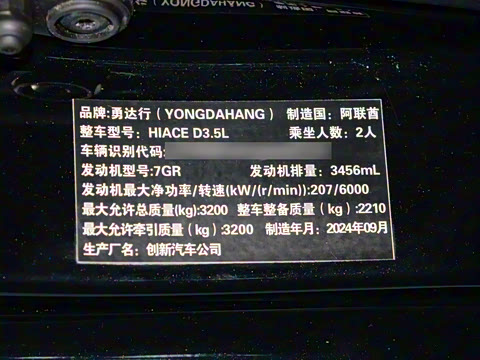 (YONGDAHANG)
品牌:勇达行(YONGDAHANG) 制造国:阿联酋
整车型号: HIACE D3.5L 乘坐人数: 2人
车辆识别代码:
发动机型号:7GR 发动机排量: 3456mL
发动机最大净功率/转速(kW/(r/min)):207/6000
最大允许总质量(kg):3200 整车整备质量(kg):2210
最大允许牵引质量(kg):3200 制造年月: 2024年09月
生产厂名: 创新汽车公司